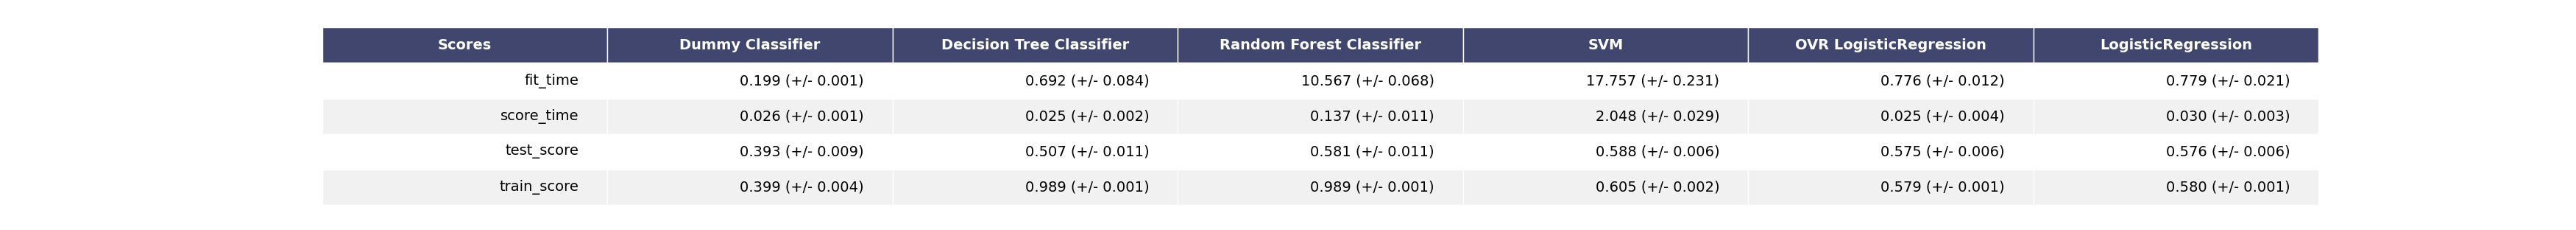 Scores Dummy Classifier Decision Tree Classifier Random Forest Classifier SVM OVR LogisticRegression LogisticRegression
fit_time 0.199 (+/- 0.001) 0.692 (+/- 0.084) 10.567 (+/- 0.068) 17.757 (+/- 0.231) 0.776 (+/- 0.012) 0.779 (+/- 0.021)
score_time 0.026 (+/- 0.001) 0.025 (+/- 0.002) 0.137 (+/- 0.011) 2.048 (+/- 0.029) 0.025 (+/- 0.004) 0.030 (+/- 0.003)
test_score 0.393 (+/- 0.009) 0.507 (+/- 0.011) 0.581 (+/- 0.011) 0.588 (+/- 0.006) 0.575 (+/- 0.006) 0.576 (+/- 0.006)
train_score 0.399 (+/- 0.004) 0.989 (+/- 0.001) 0.989 (+/- 0.001) 0.605 (+/- 0.002) 0.579 (+/- 0.001) 0.580 (+/- 0.001)